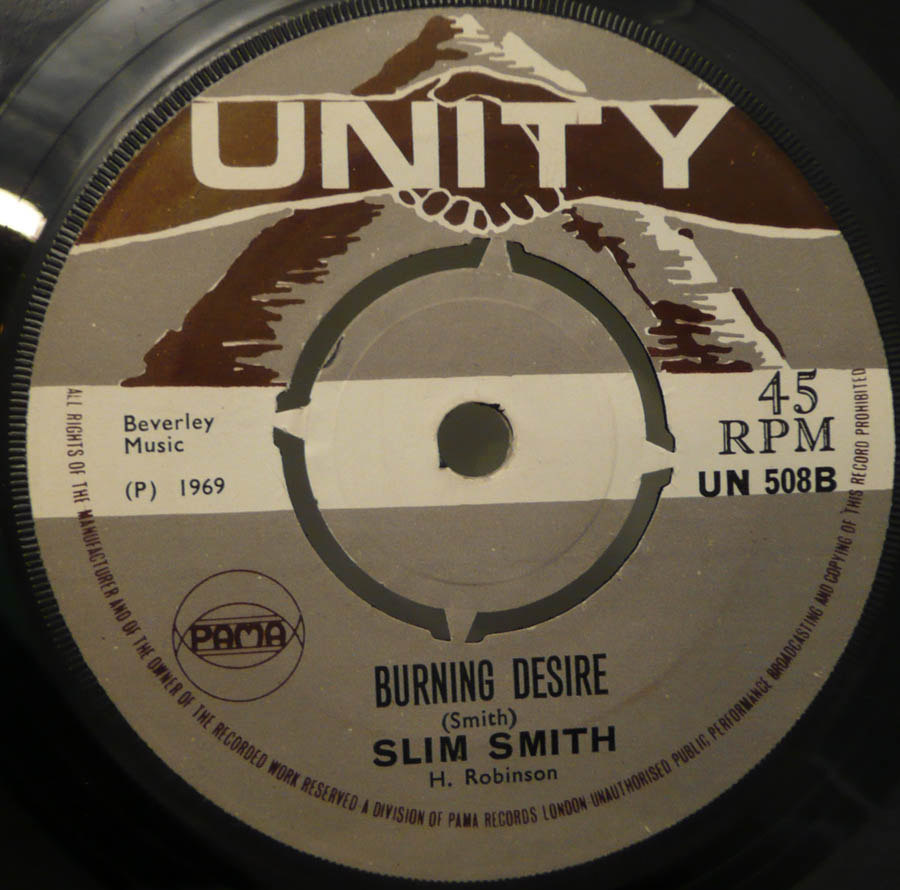 UNITY
Beverley
Music
(P) 1969
45
RPM
UN 508B
PAMA
BURNING DESIRE
(Smith)
SLIM SMITH
H. Robinson
ALL RIGHTS OF THE MANUFACTURER AND OF THE OWNER OF THE RECORDED WORK RESERVED A DIVISION OF PAMA RECORDS LONDON-UNAUTHORISED PUBLIC PERFORMANCE BROADCASTING AND COPYING OF THIS RECORD PROHIBITED